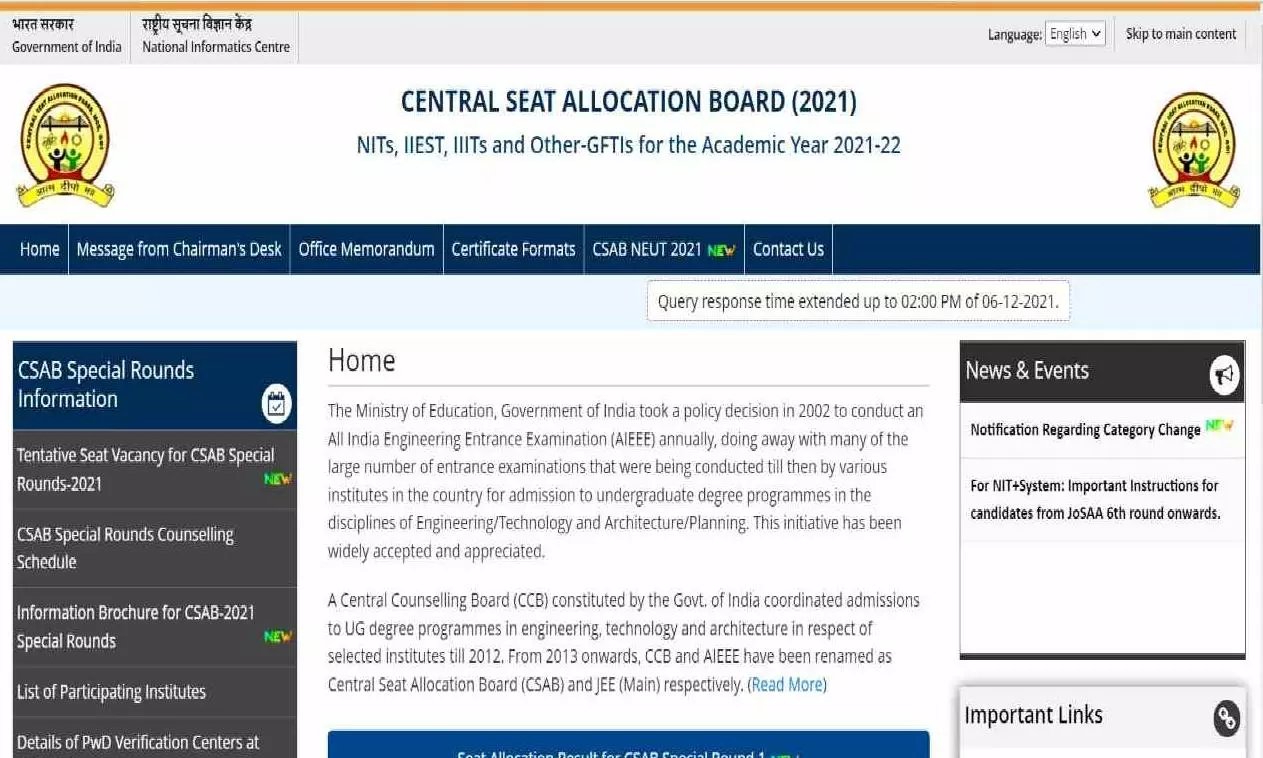 भारत सरकार
Government of India
राष्ट्रीय सूचना विज्ञान केंद्र
National Informatics Centre
Language: English
Skip to main content
CENTRAL SEAT ALLOCATION BOARD (2021)
NITs, IIEST, IIITs and Other-GFTIs for the Academic Year 2021-22
Home
Message from Chairman's Desk
Office Memorandum
Certificate Formats
CSAB NEUT 2021 NEW
Contact Us
Query response time extended up to 02:00 PM of 06-12-2021.
CSAB Special Rounds
Information
Tentative Seat Vacancy for CSAB Special
Rounds-2021 NEW
CSAB Special Rounds Counselling
Schedule
Information Brochure for CSAB-2021
Special Rounds NEW
List of Participating Institutes
Details of PwD Verification Centers at
Home
The Ministry of Education, Government of India took a policy decision in 2002 to conduct an
All India Engineering Entrance Examination (AIEEE) annually, doing away with many of the
large number of entrance examinations that were being conducted till then by various
institutes in the country for admission to undergraduate degree programmes in the
disciplines of Engineering/Technology and Architecture/Planning. This initiative has been
widely accepted and appreciated.
A Central Counselling Board (CCB) constituted by the Govt. of India coordinated admissions
to UG degree programmes in engineering, technology and architecture in respect of
selected institutes till 2012. From 2013 onwards, CCB and AIEEE have been renamed as
Central Seat Allocation Board (CSAB) and JEE (Main) respectively. (Read More)
Seat Allocation Result for CSAB Special Round-1 NEW
News & Events
Notification Regarding Category Change NEW
For NIT+System: Important Instructions for
candidates from JoSAA 6th round onwards.
Important Links